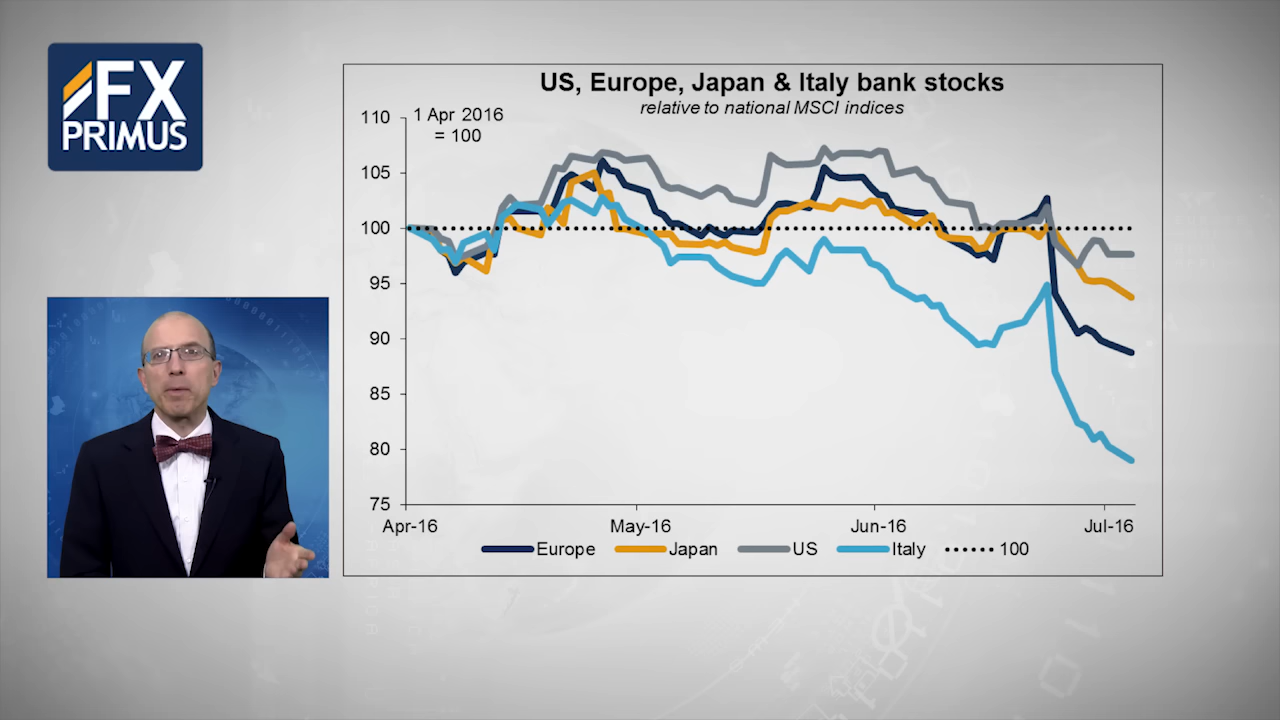 FX
PRIMUS
US, Europe, Japan & Italy bank stocks
relative to national MSCI indices
1 Apr 2016
= 100
110
105
100
95
90
85
80
75
Apr-16
May-16
Jun-16
Jul-16
Europe
Japan
US
Italy
100